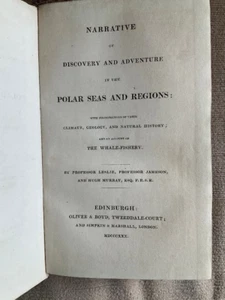 NARRATIVE
OF
DISCOVERY AND ADVENTURE
IN THE
POLAR SEAS AND REGIONS:
WITH ILLUSTRATIONS OF THEIR
CLIMATE, GEOLOGY, AND NATURAL HISTORY;
AND AN ACCOUNT OF
THE WHALE-FISHERY.
BY PROFESSOR LESLIE, PROFESSOR JAMESON,
AND HUGH MURRAY, ESQ. F.R.S.E.
EDINBURGH:
OLIVER & BOYD, TWEEDDALE-COURT;
AND SIMPKIN & MARSHALL, LONDON.
MDCCCXXX.